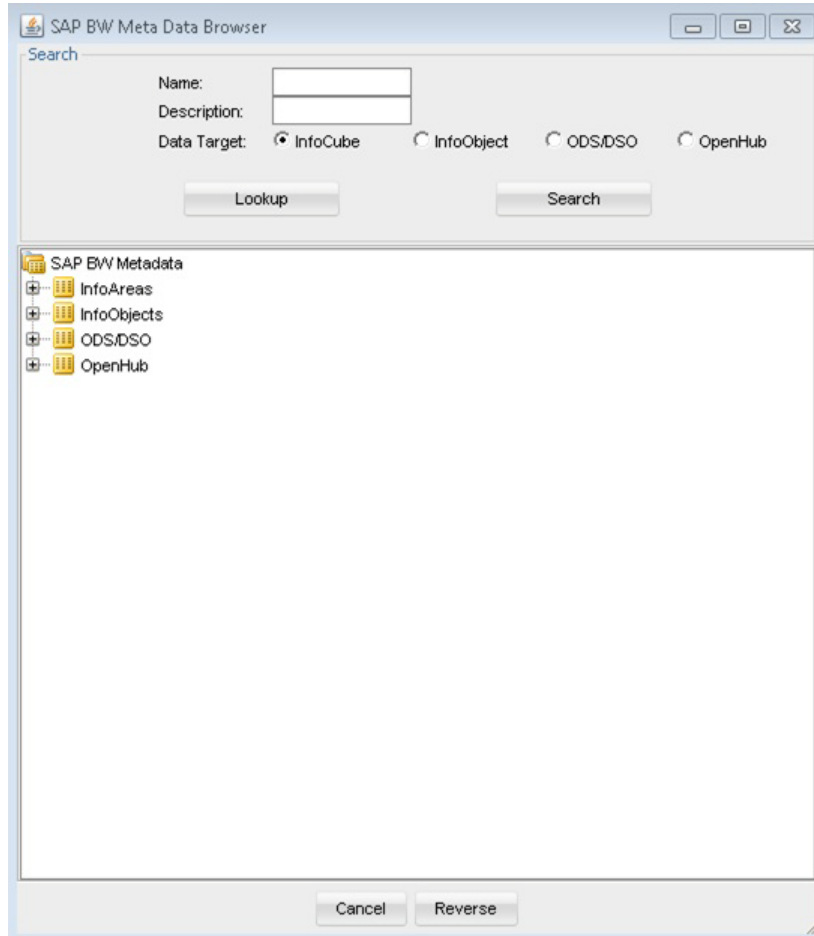 SAP BW Meta Data Browser
Search
Name:
Description:
Data Target: InfoCube InfoObject ODS/DSO OpenHub
Lookup Search
SAP BW Metadata
InfoAreas
InfoObjects
ODS/DSO
OpenHub
Cancel Reverse